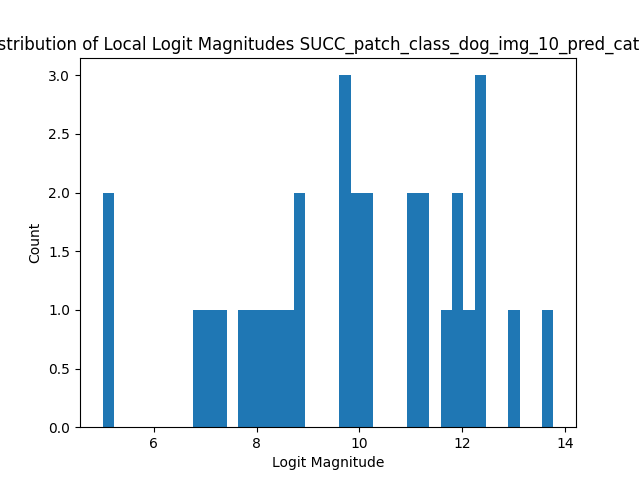 stribution of Local Logit Magnitudes SUCC_patch_class_dog_img_10_pred_cat
3.0
2.5
2.0
1.5
1.0
0.5
0.0
Count
6 8 10 12 14
Logit Magnitude